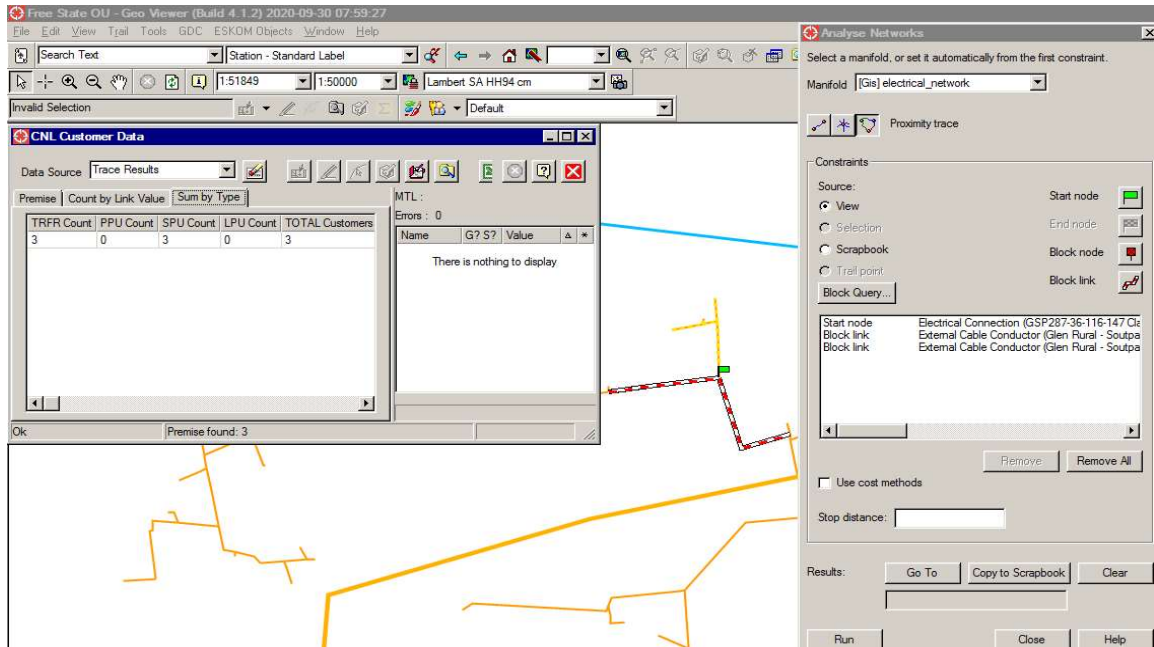 Free State OU - Geo Viewer (Build 4.1.2) 2020-09-30 07:59:27
File Edit View Trail Tools GDC ESKOM Objects Window Help
Search Text Station - Standard Label
1:51849 1:50000 Lambert SA HH94 cm
Invalid Selection Default
CNL Customer Data
Data Source Trace Results
Premise Count by Link Value Sum by Type
TRFR Count PPU Count SPU Count LPU Count TOTAL Customers
3 0 3 0 3
MTL :
Errors : 0
Name G? S? Value
There is nothing to display
Ok Premise found: 3
Analyse Networks
Select a manifold, or set it automatically from the first constraint.
Manifold [Gis] electrical_network
Proximity trace
Constraints
Source:
View
Selection
Scrapbook
Trail point
Block Query...
Start node
End node
Block node
Block link
Start node Electrical Connection (GSP287-36-116-147 Cla
Block link External Cable Conductor (Glen Rural - Soutpa
Block link External Cable Conductor (Glen Rural - Soutpa
Remove Remove All
Use cost methods
Stop distance:
Results: Go To Copy to Scrapbook Clear
Run Close Help